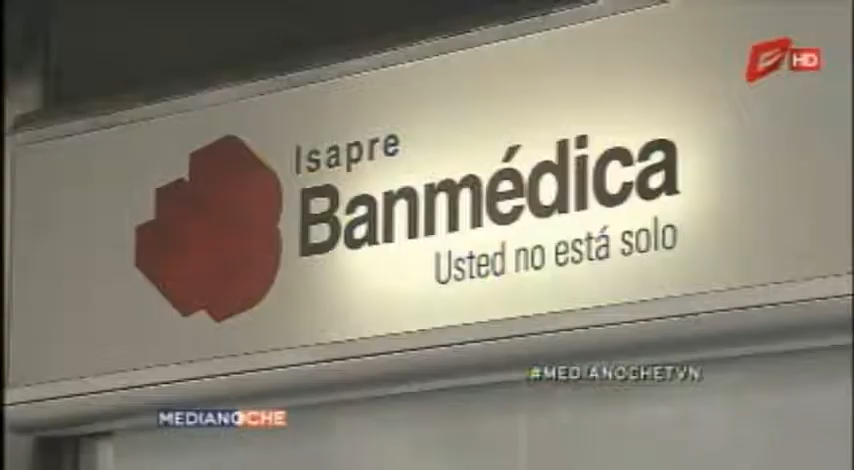 HD
Isapre
Banmédica
Usted no está solo
#MEDIANOCHETVN
MEDIANOCHE